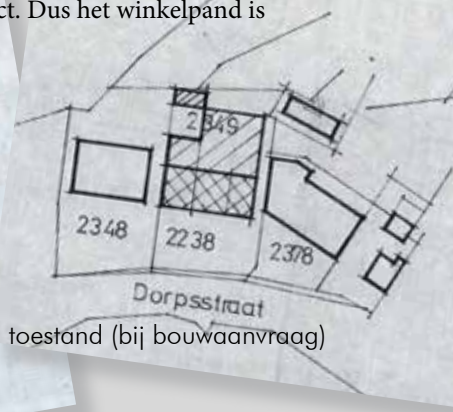 ct. Dus het winkelpand is
2349
2348
2238
2378
Dorpsstraat
toestand (bij bouwaanvraag)